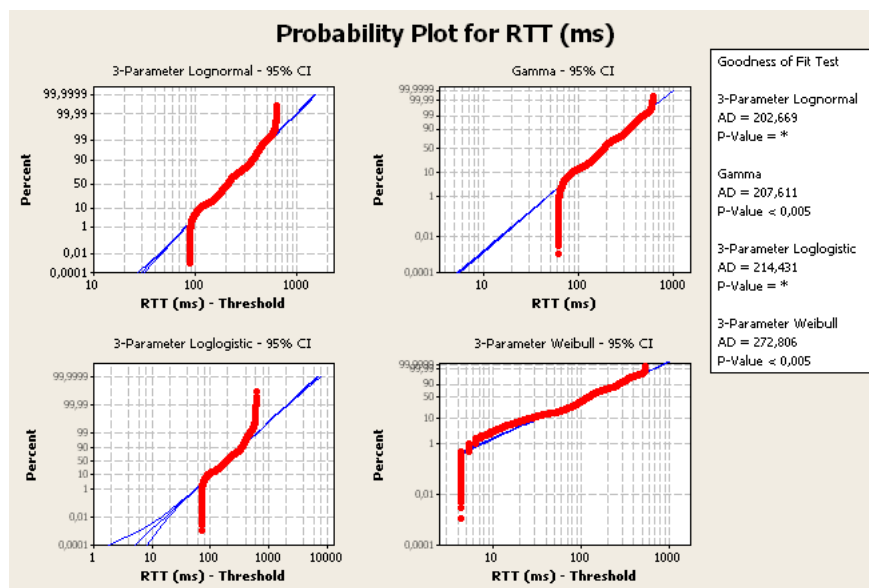 Probability Plot for RTT (ms)
3-Parameter Lognormal - 95% CI
99,9999
99,99
99
90
50
10
1
0,01
0,0001
Percent
10
100
1000
RTT (ms) - Threshold
Gamma - 95% CI
99,9999
99,99
99
90
50
10
1
0,01
0,0001
Percent
10
100
1000
RTT (ms)
3-Parameter Loglogistic - 95% CI
99,9999
99,99
99
90
50
10
1
0,01
0,0001
Percent
1
10
100
1000
10000
RTT (ms) - Threshold
3-Parameter Weibull - 95% CI
99,9999
99,99
90
50
10
1
0,01
0,0001
Percent
10
100
1000
RTT (ms) - Threshold
Goodness of Fit Test
3-Parameter Lognormal
AD = 202,669
P-Value = *
Gamma
AD = 207,611
P-Value < 0,005
3-Parameter Loglogistic
AD = 214,431
P-Value = *
3-Parameter Weibull
AD = 272,806
P-Value < 0,005